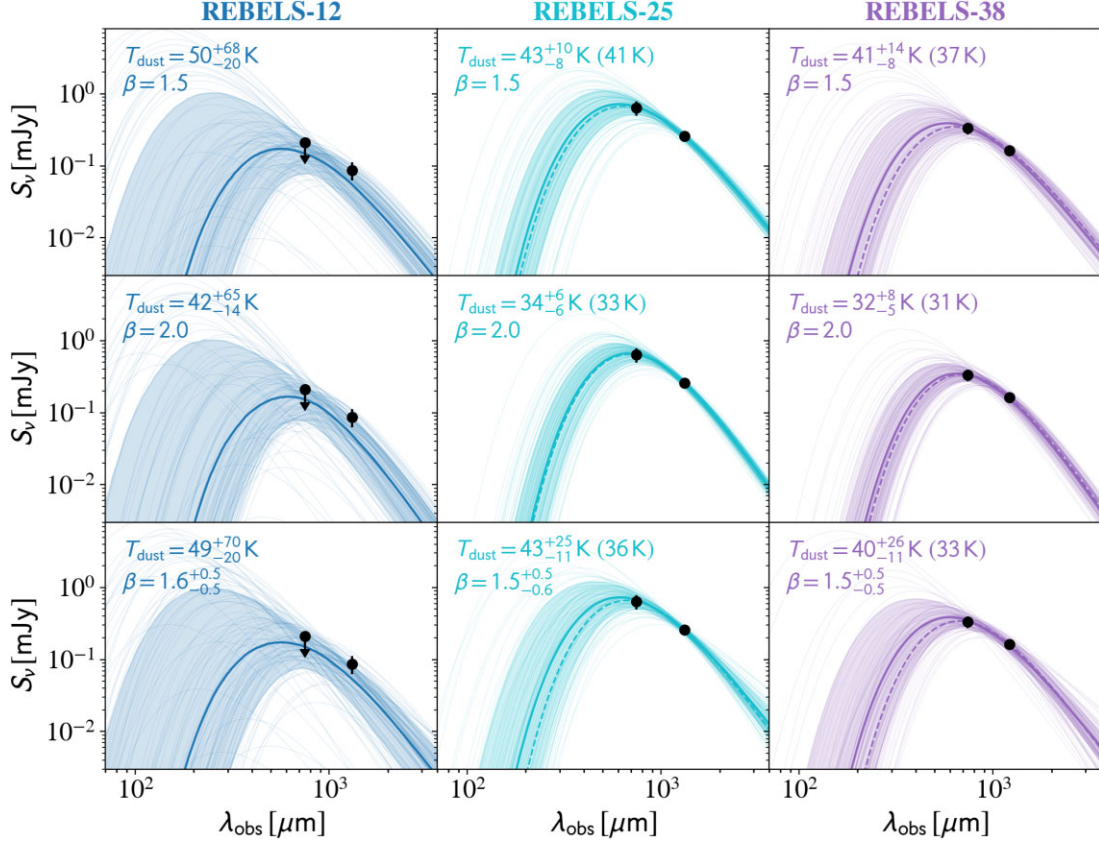 REBELS-12 REBELS-25 REBELS-38
T_dust = 50^{+68}_{-20} K
β = 1.5
T_dust = 43^{+10}_{-8} K (41 K)
β = 1.5
T_dust = 41^{+14}_{-8} K (37 K)
β = 1.5
S_ν [mJy]
10^0
10^{-1}
10^{-2}
T_dust = 42^{+65}_{-14} K
β = 2.0
T_dust = 34^{+6}_{-6} K (33 K)
β = 2.0
T_dust = 32^{+8}_{-5} K (31 K)
β = 2.0
S_ν [mJy]
10^0
10^{-1}
10^{-2}
T_dust = 49^{+70}_{-20} K
β = 1.6^{+0.5}_{-0.5}
T_dust = 43^{+25}_{-11} K (36 K)
β = 1.5^{+0.5}_{-0.6}
T_dust = 40^{+26}_{-11} K (33 K)
β = 1.5^{+0.5}_{-0.5}
S_ν [mJy]
10^0
10^{-1}
10^{-2}
10^2 10^3 10^2 10^3 10^2 10^3
λ_obs [μm] λ_obs [μm] λ_obs [μm]